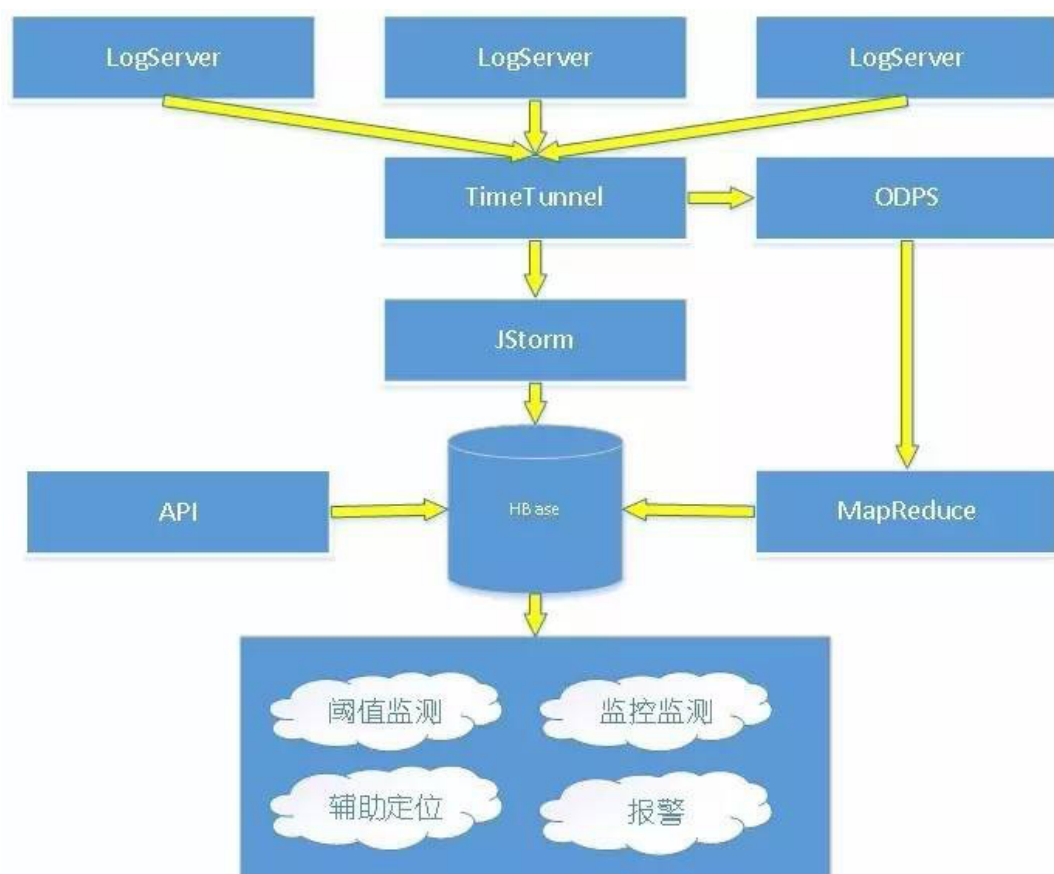 LogServer
LogServer
LogServer
TimeTunnel
ODPS
JStorm
API
HBase
MapReduce
阈值监测
监控监测
辅助定位
报警